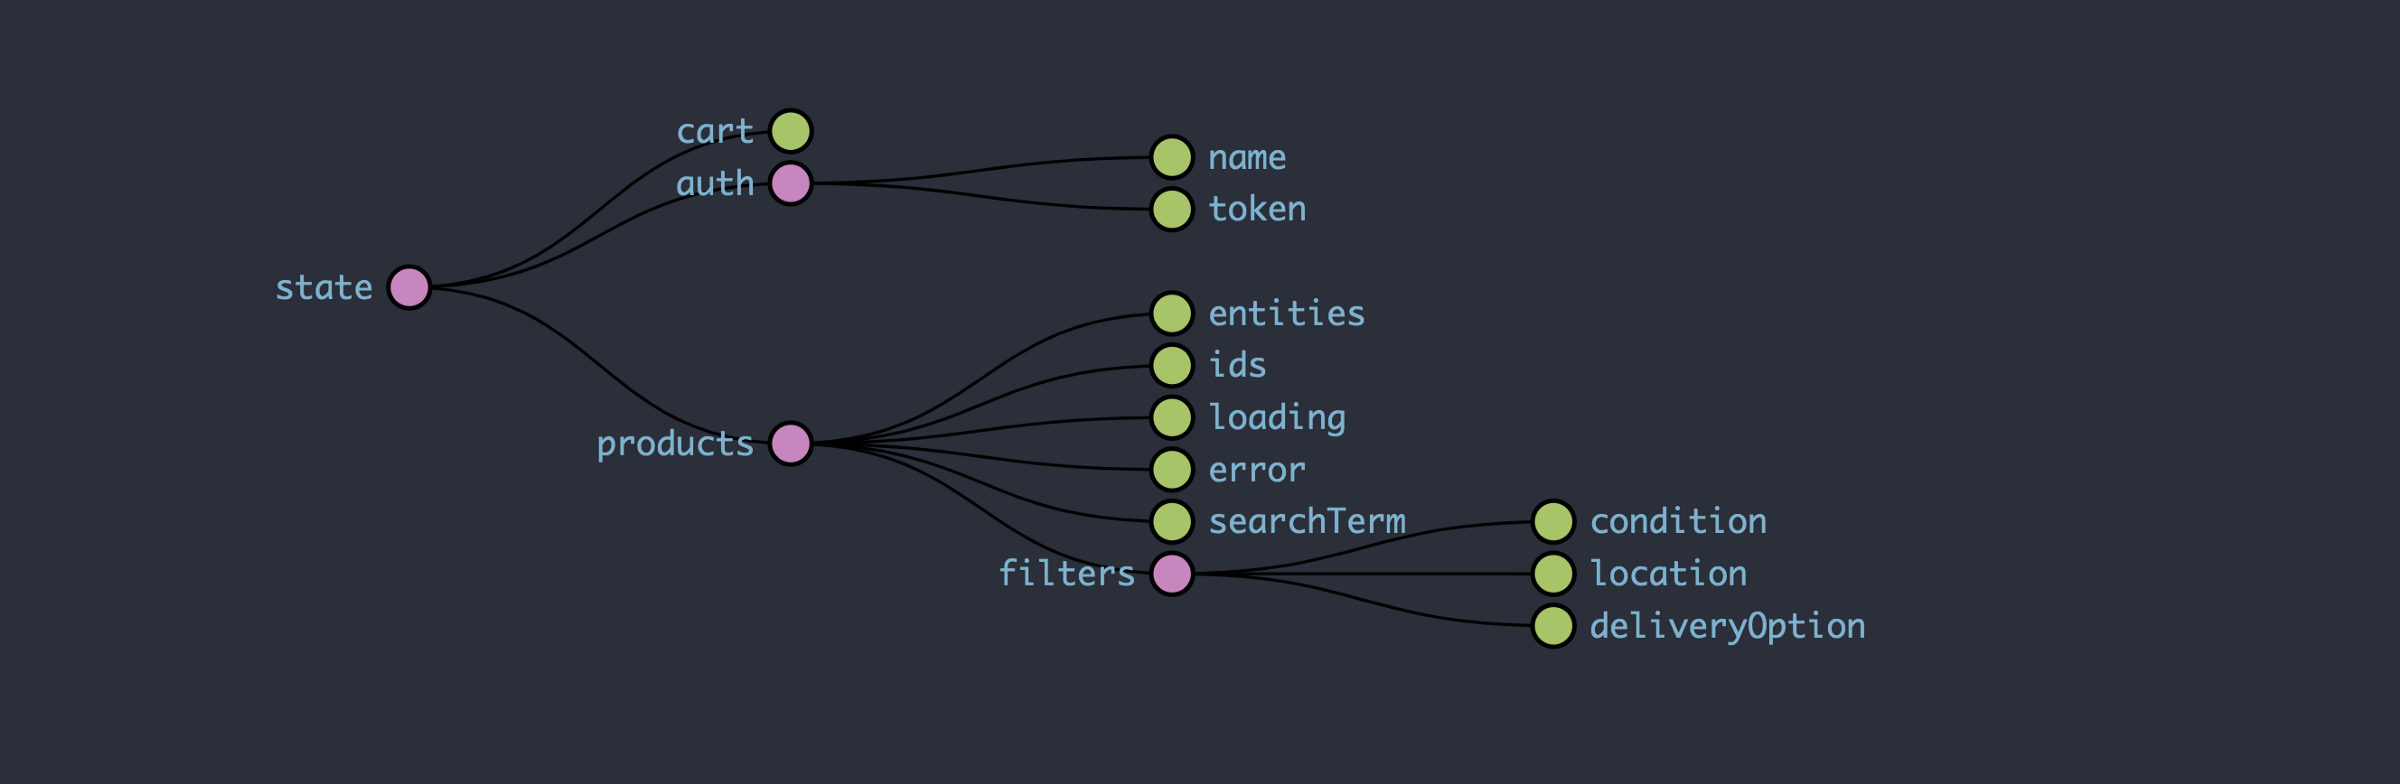 state
cart
auth
products
name
token
entities
ids
loading
error
searchTerm
filters
condition
location
deliveryOption